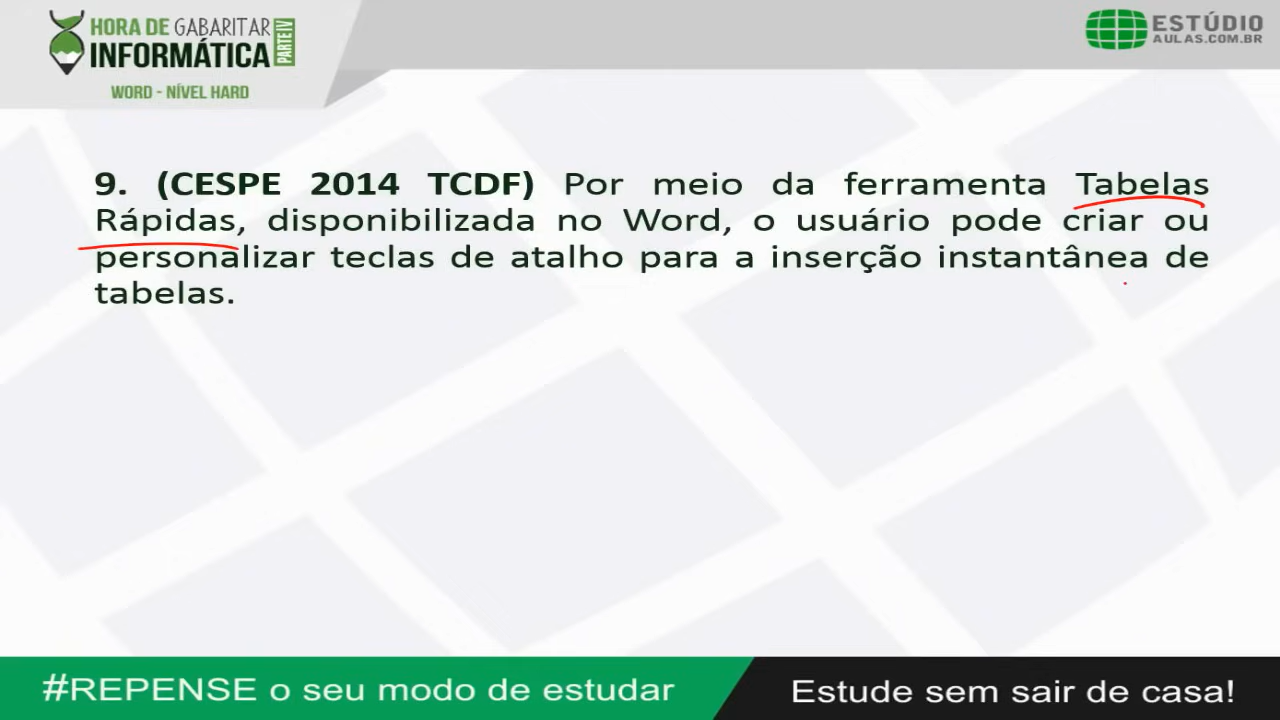 HORA DE GABARITAR
INFORMÁTICA
PARTE IV
WORD - NÍVEL HARD
ESTÚDIO
AULAS.COM.BR
9. (CESPE 2014 TCDF) Por meio da ferramenta Tabelas
Rápidas, disponibilizada no Word, o usuário pode criar ou
personalizar teclas de atalho para a inserção instantânea de
tabelas.
#REPENSE o seu modo de estudar
Estude sem sair de casa!